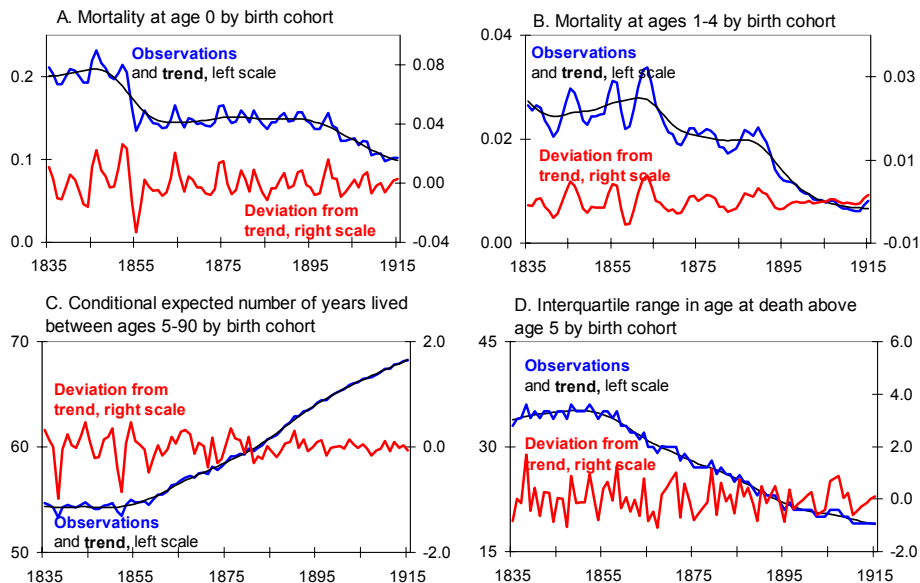 A. Mortality at age 0 by birth cohort
Observations
and trend, left scale
Deviation from
trend, right scale
0.2
0.1
0.0
0.08
0.04
0.00
-0.04
1835 1855 1875 1895 1915
B. Mortality at ages 1-4 by birth cohort
Observations
and trend, left scale
Deviation from
trend, right scale
0.04
0.02
0.00
0.03
0.01
-0.01
1835 1855 1875 1895 1915
C. Conditional expected number of years lived
between ages 5-90 by birth cohort
Deviation from
trend, right scale
Observations
and trend, left scale
70
60
50
2.0
0.0
-2.0
1835 1855 1875 1895 1915
D. Interquartile range in age at death above
age 5 by birth cohort
Observations
and trend, left scale
Deviation from
trend, right scale
45
35
25
15
6.0
4.0
2.0
0.0
-2.0
1835 1855 1875 1895 1915